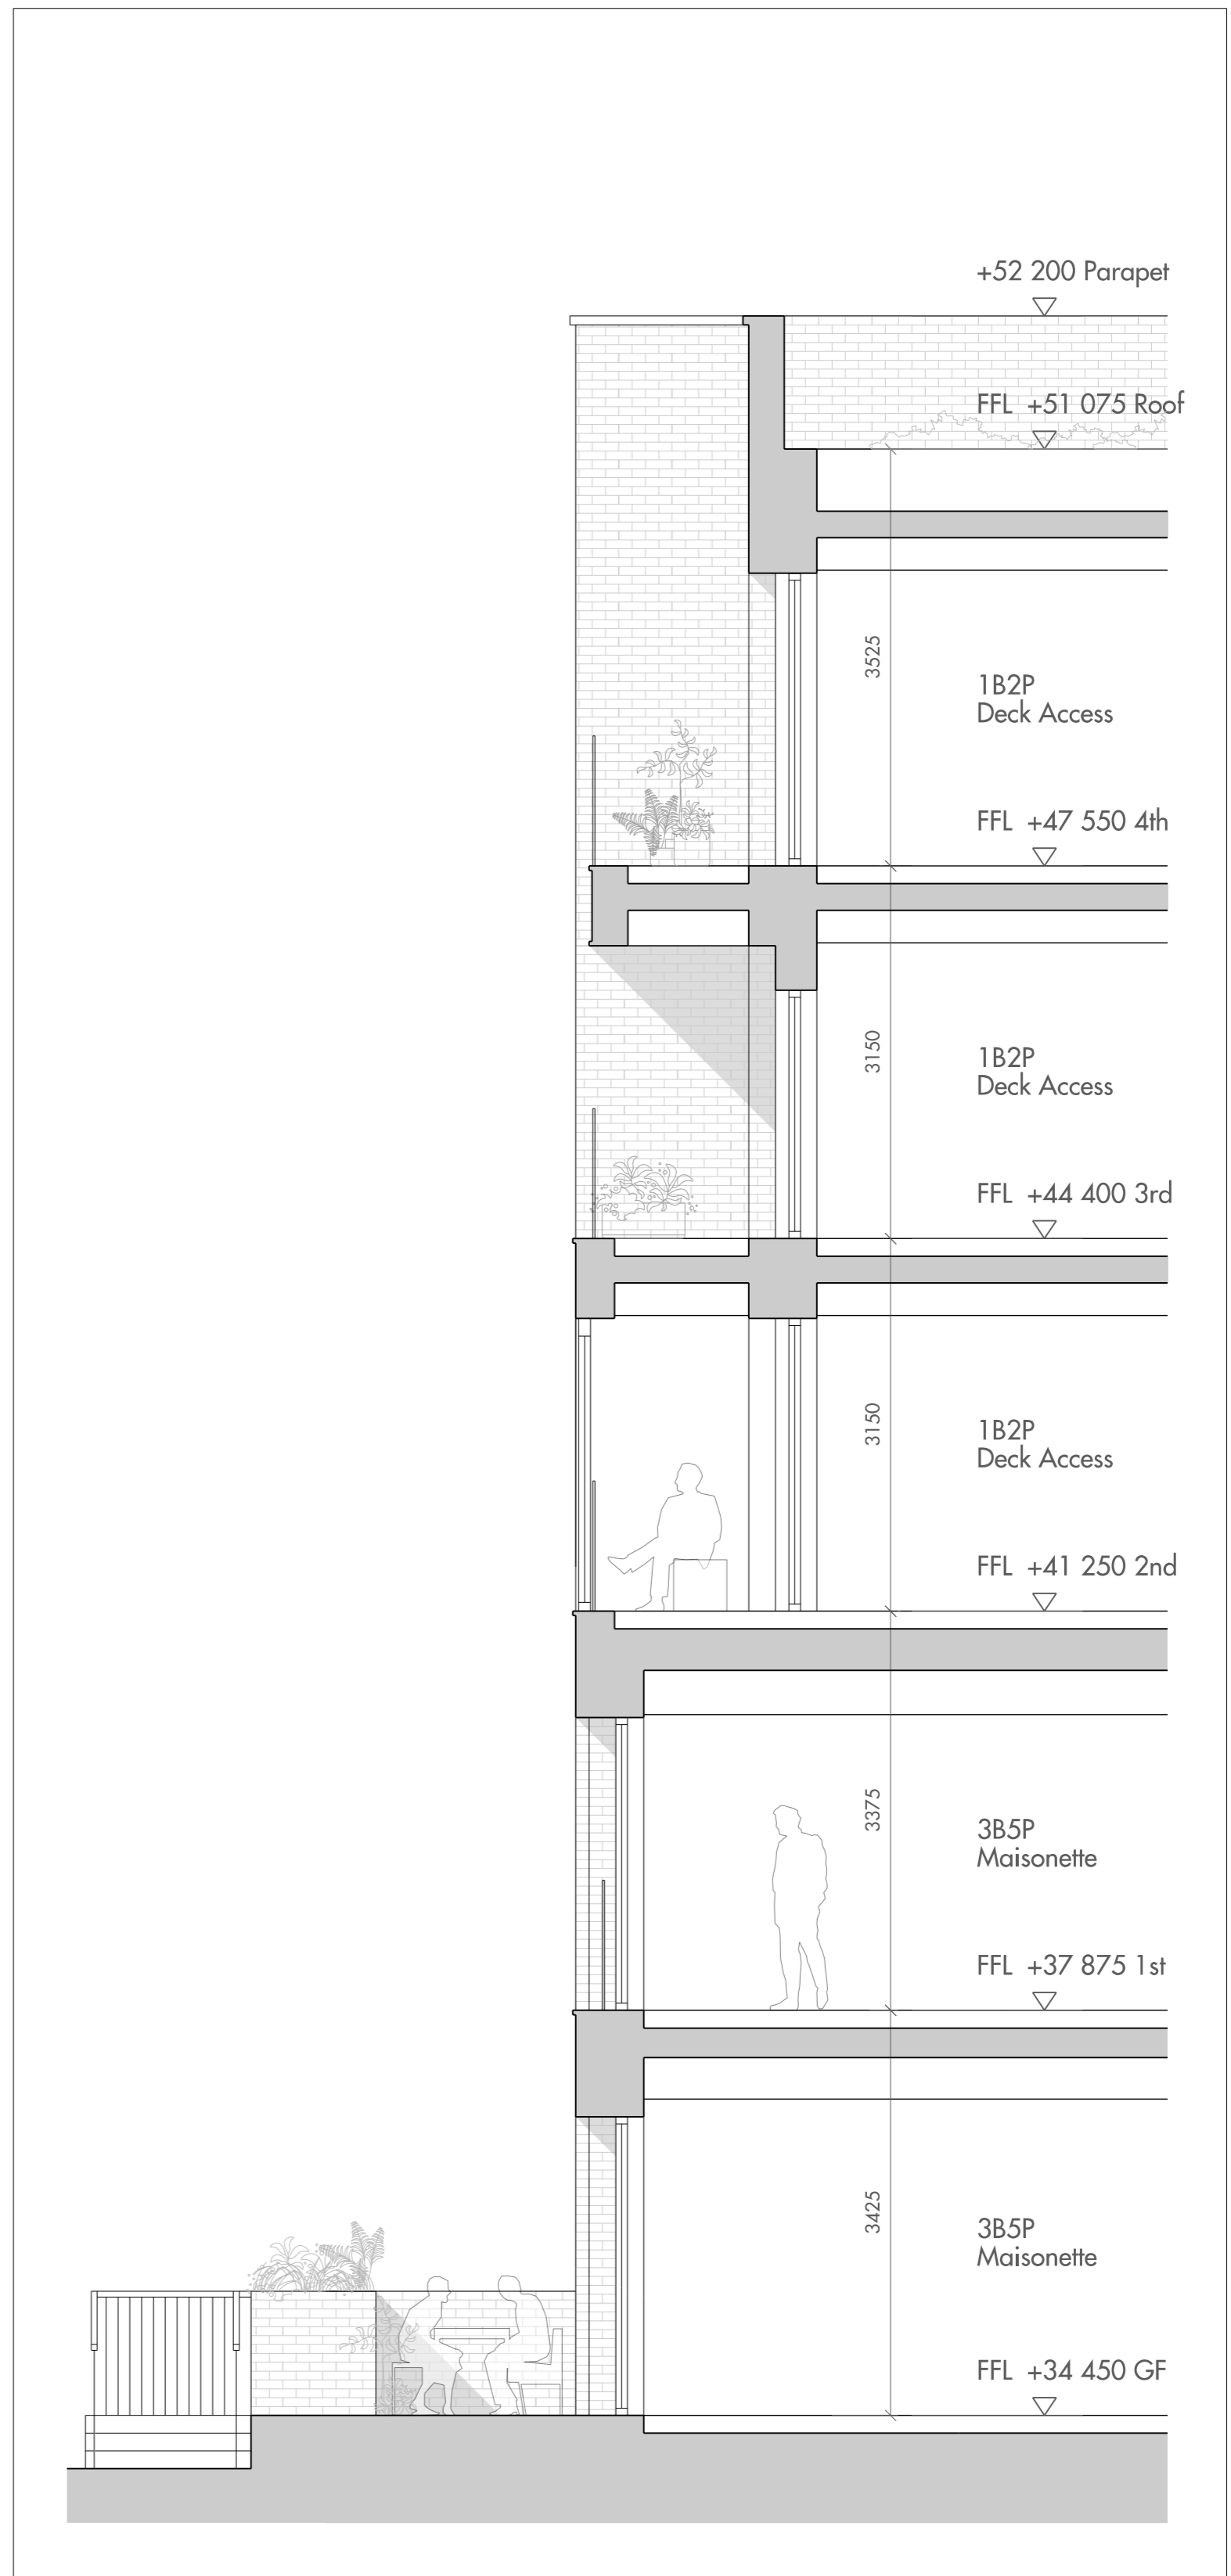 +52 200 Parapet
FFL +51 075 Roof
3525
1B2P
Deck Access
FFL +47 550 4th
3150
1B2P
Deck Access
FFL +44 400 3rd
3150
1B2P
Deck Access
FFL +41 250 2nd
3375
3B5P
Maisonette
FFL +37 875 1st
3425
3B5P
Maisonette
FFL +34 450 GF